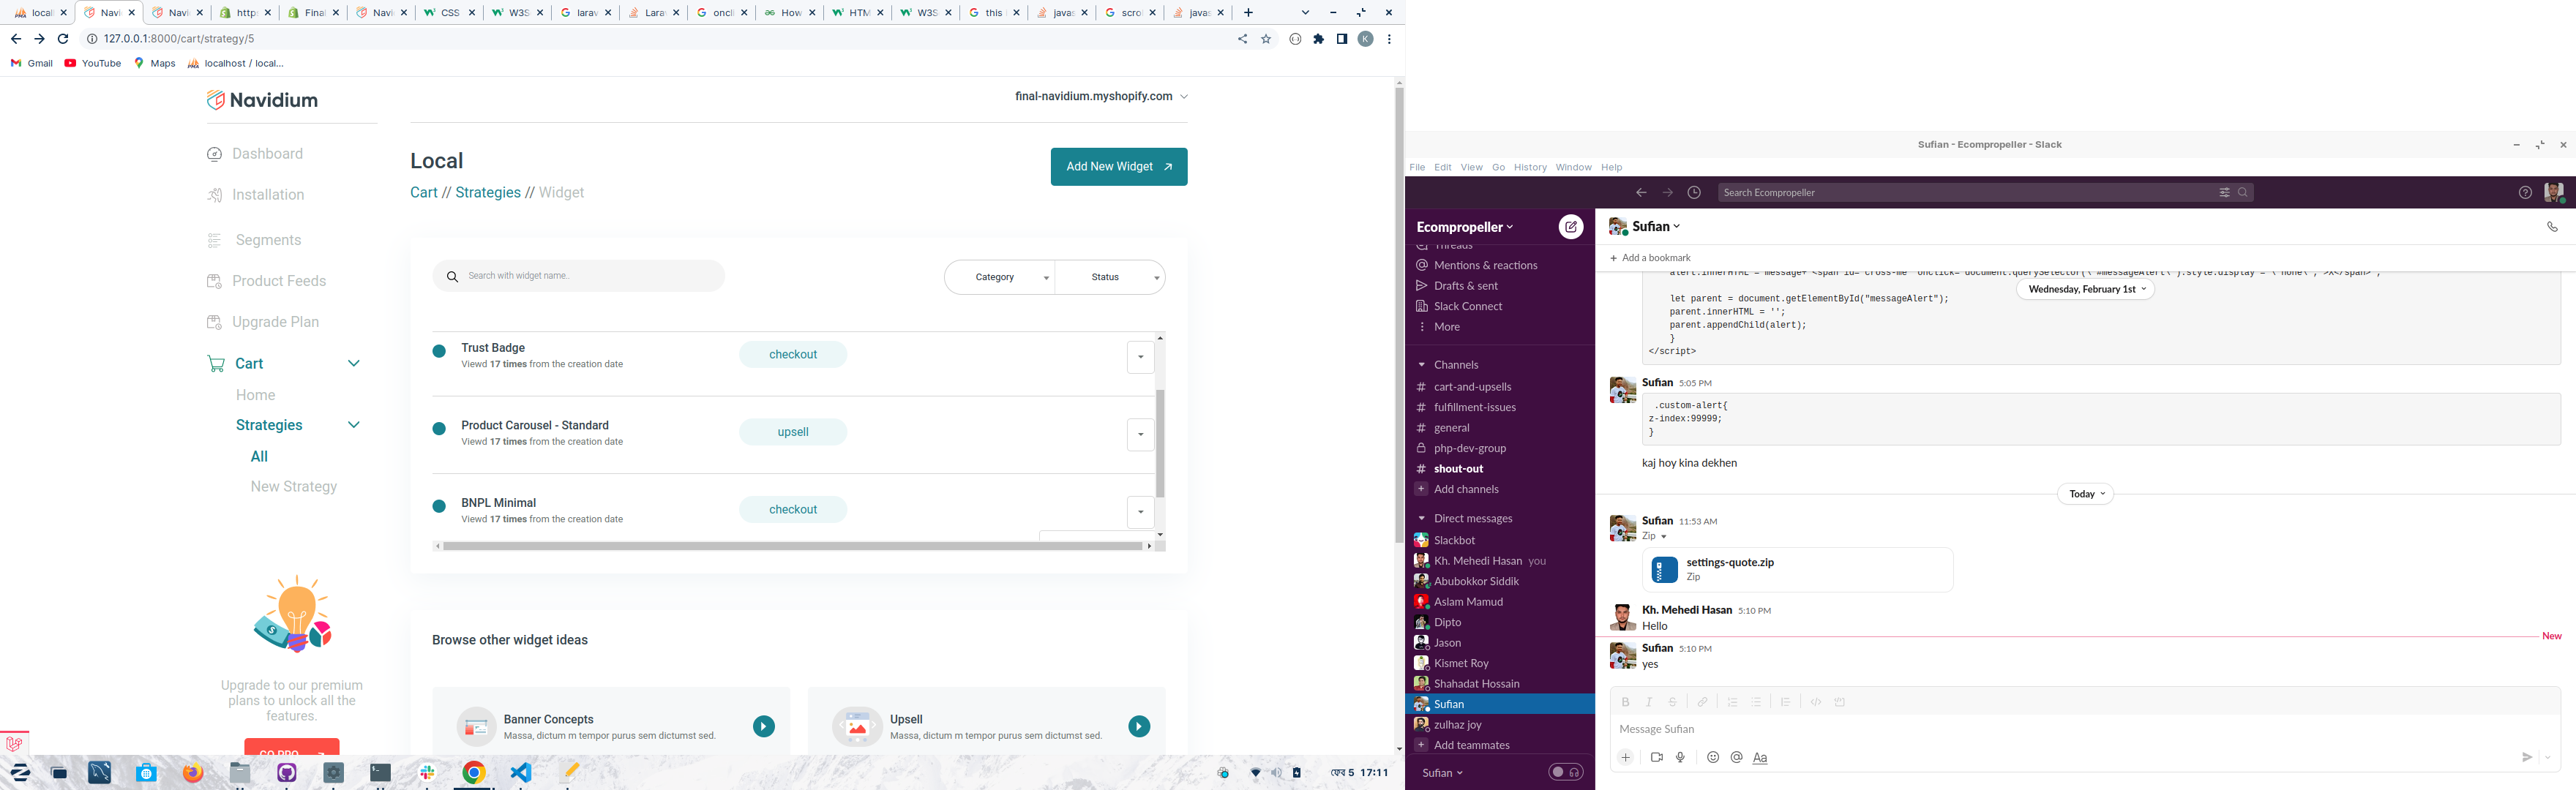 local
Navi
Navi
http:
Final
Navi
CSS
W3S
larav
Lara
oncli
How
HTM
W3S
this
javas
scro
javas
127.0.0.1:8000/cart/strategy/5
K
Gmail
YouTube
Maps
localhost / local...
Navidium
final-navidium.myshopify.com
Dashboard
Installation
Segments
Product Feeds
Upgrade Plan
Cart
Home
Strategies
All
New Strategy
Upgrade to our premium
plans to unlock all the
features.
GO PRO
Local
Cart // Strategies // Widget
Add New Widget
Search with widget name..
Category
Status
Trust Badge
Viewd 17 times from the creation date
checkout
Product Carousel - Standard
Viewd 17 times from the creation date
upsell
BNPL Minimal
Viewd 17 times from the creation date
checkout
Browse other widget ideas
Banner Concepts
Massa, dictum m tempor purus sem dictumst sed.
Upsell
Massa, dictum m tempor purus sem dictumst sed.
ফেব 5 17:11
Sufian - Ecompropeller - Slack
File Edit View Go History Window Help
Search Ecompropeller
Ecompropeller
Threads
Mentions & reactions
Drafts & sent
Slack Connect
More
Channels
# cart-and-upsells
# fulfillment-issues
# general
php-dev-group
# shout-out
+ Add channels
Direct messages
Slackbot
Kh. Mehedi Hasan you
Abubokkor Siddik
Aslam Mamud
Dipto
Jason
Kismet Roy
Shahadat Hossain
Sufian
zulhaz joy
+ Add teammates
Sufian
Sufian
+ Add a bookmark
Wednesday, February 1st
let parent = document.getElementById("messageAlert");
parent.innerHTML = '';
parent.appendChild(alert);
}
</script>
Sufian 5:05 PM
.custom-alert{
z-index:99999;
}
kaj hoy kina dekhen
Today
Sufian 11:53 AM
Zip
settings-quote.zip
Zip
Kh. Mehedi Hasan 5:10 PM
Hello
New
Sufian 5:10 PM
yes
Message Sufian
Aa